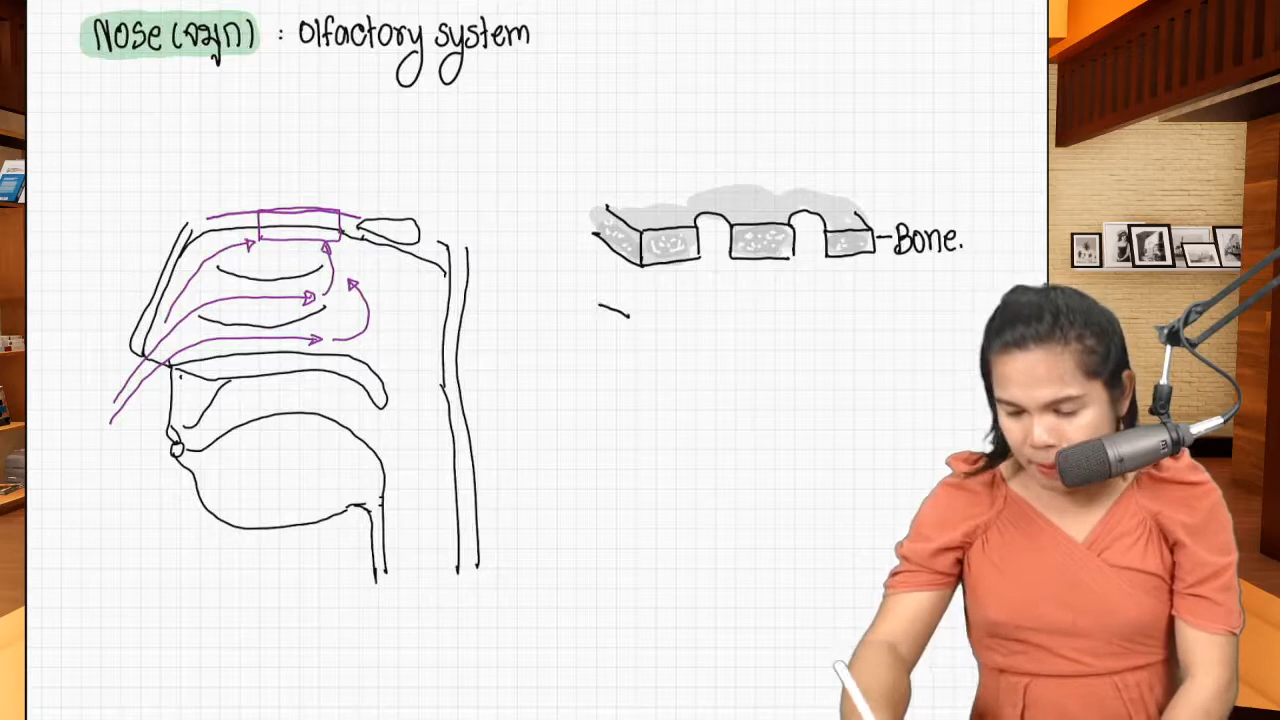 Nose (จมูก) : Olfactory system
Bone.